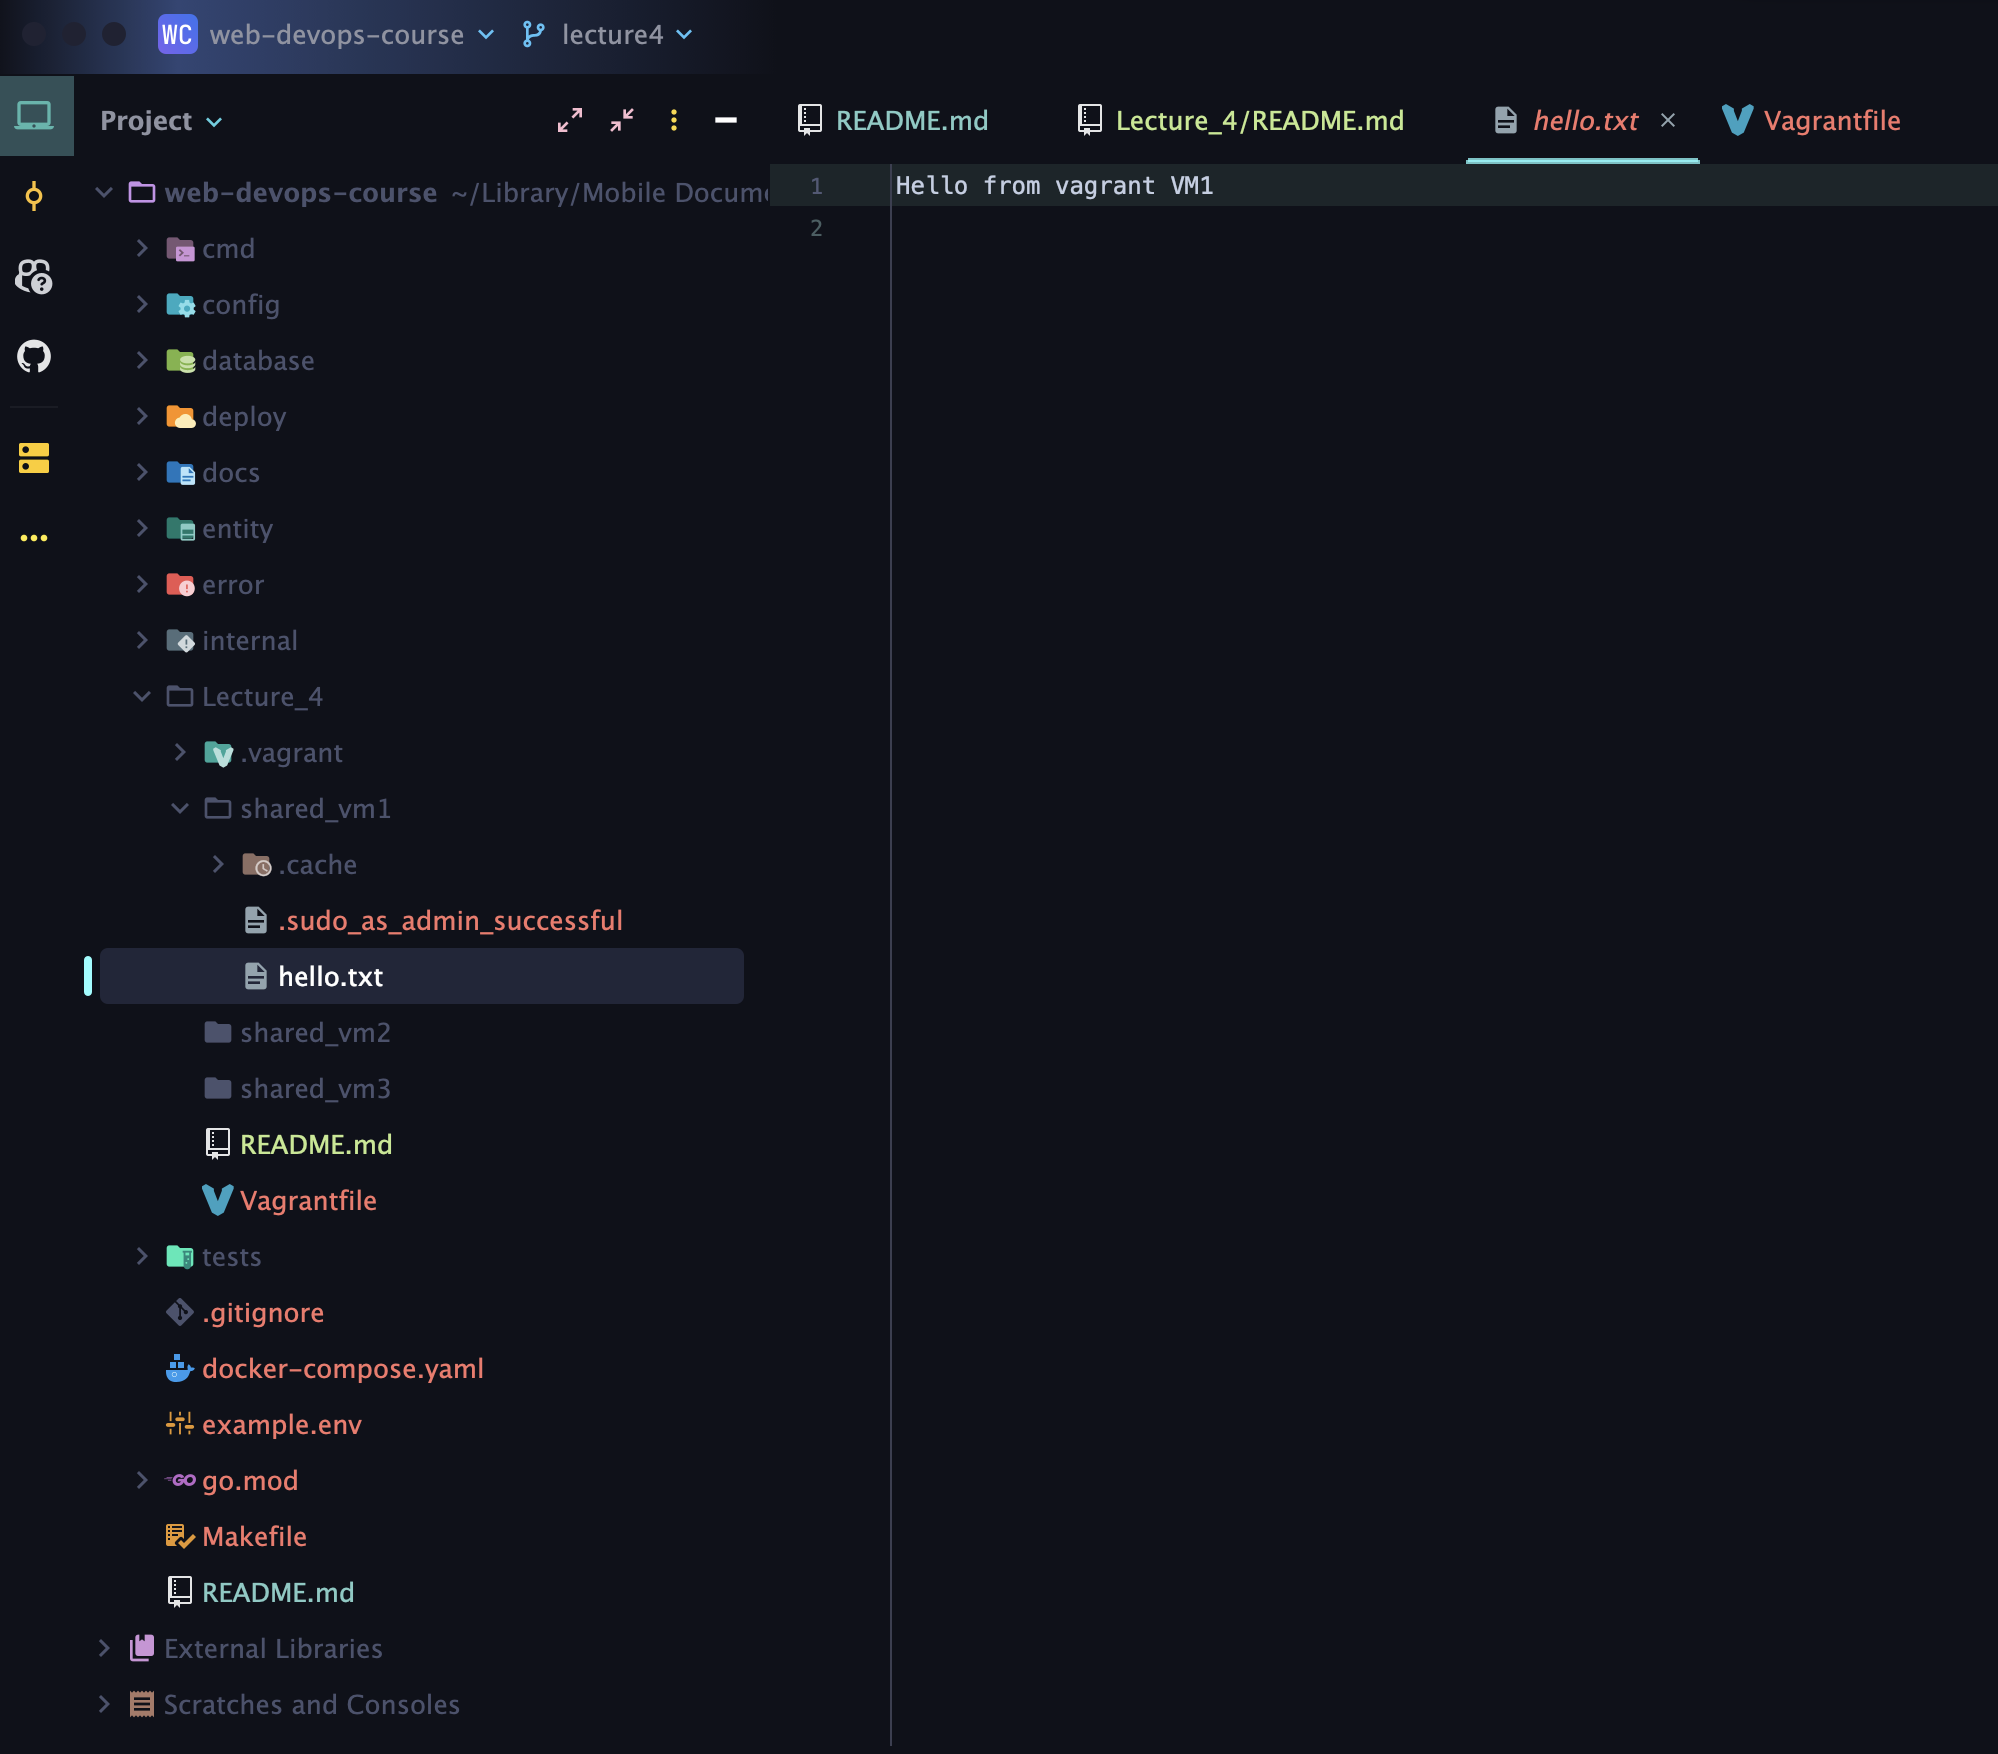 WC web-devops-course lecture4
Project
README.md Lecture_4/README.md hello.txt Vagrantfile
web-devops-course ~/Library/Mobile
cmd
config
database
deploy
docs
entity
error
internal
Lecture_4
.vagrant
shared_vm1
.cache
.sudo_as_admin_successful
hello.txt
shared_vm2
shared_vm3
README.md
Vagrantfile
tests
.gitignore
docker-compose.yaml
example.env
go.mod
Makefile
README.md
External Libraries
Scratches and Consoles
1 Hello from vagrant VM1
2